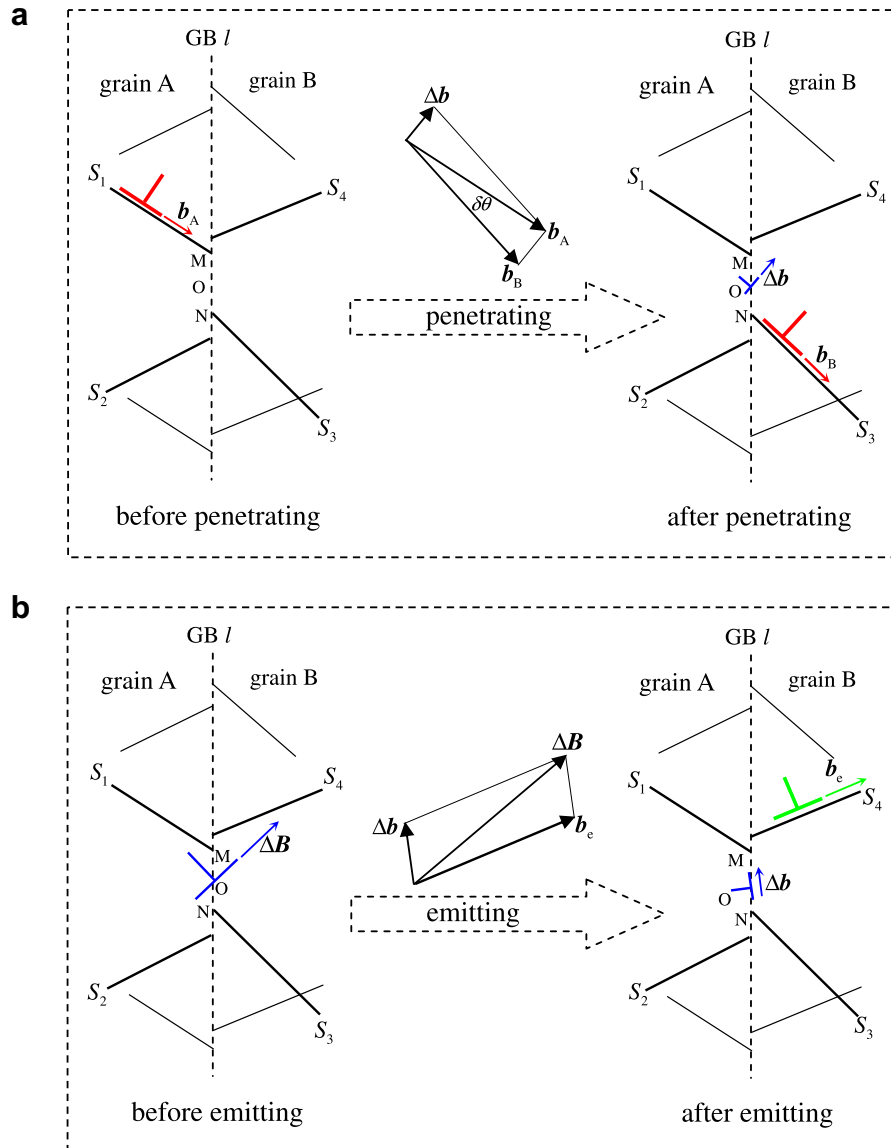 a
GB l
grain A
grain B
S1
bA
S4
M
O
N
S2
S3
before penetrating
Δb
δθ
bA
bB
penetrating
GB l
grain A
grain B
S1
S4
M
O
Δb
N
bB
S2
S3
after penetrating
b
GB l
grain A
grain B
S1
S4
ΔB
M
O
N
S2
S3
before emitting
ΔB
Δb
be
emitting
GB l
grain A
grain B
S1
be
S4
M
O
Δb
N
S2
S3
after emitting